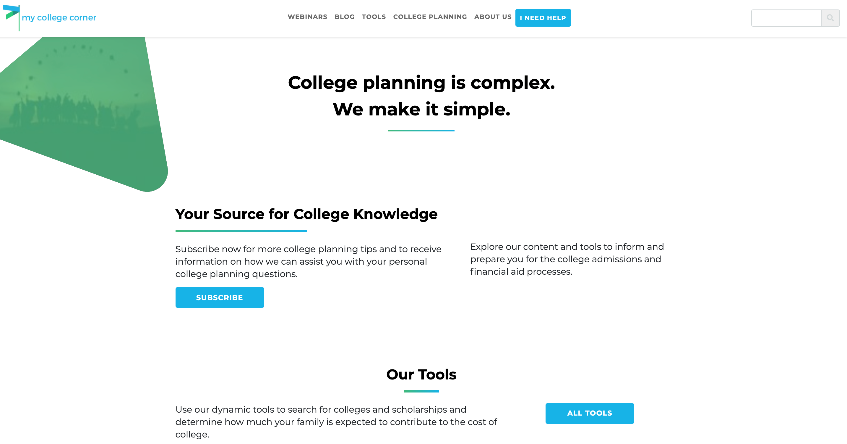 my college corner
WEBINARS BLOG TOOLS COLLEGE PLANNING ABOUT US I NEED HELP
College planning is complex.
We make it simple.
Your Source for College Knowledge
Subscribe now for more college planning tips and to receive
information on how we can assist you with your personal
college planning questions.
SUBSCRIBE
Explore our content and tools to inform and
prepare you for the college admissions and
financial aid processes.
Our Tools
Use our dynamic tools to search for colleges and scholarships and
determine how much your family is expected to contribute to the cost of
college.
ALL TOOLS